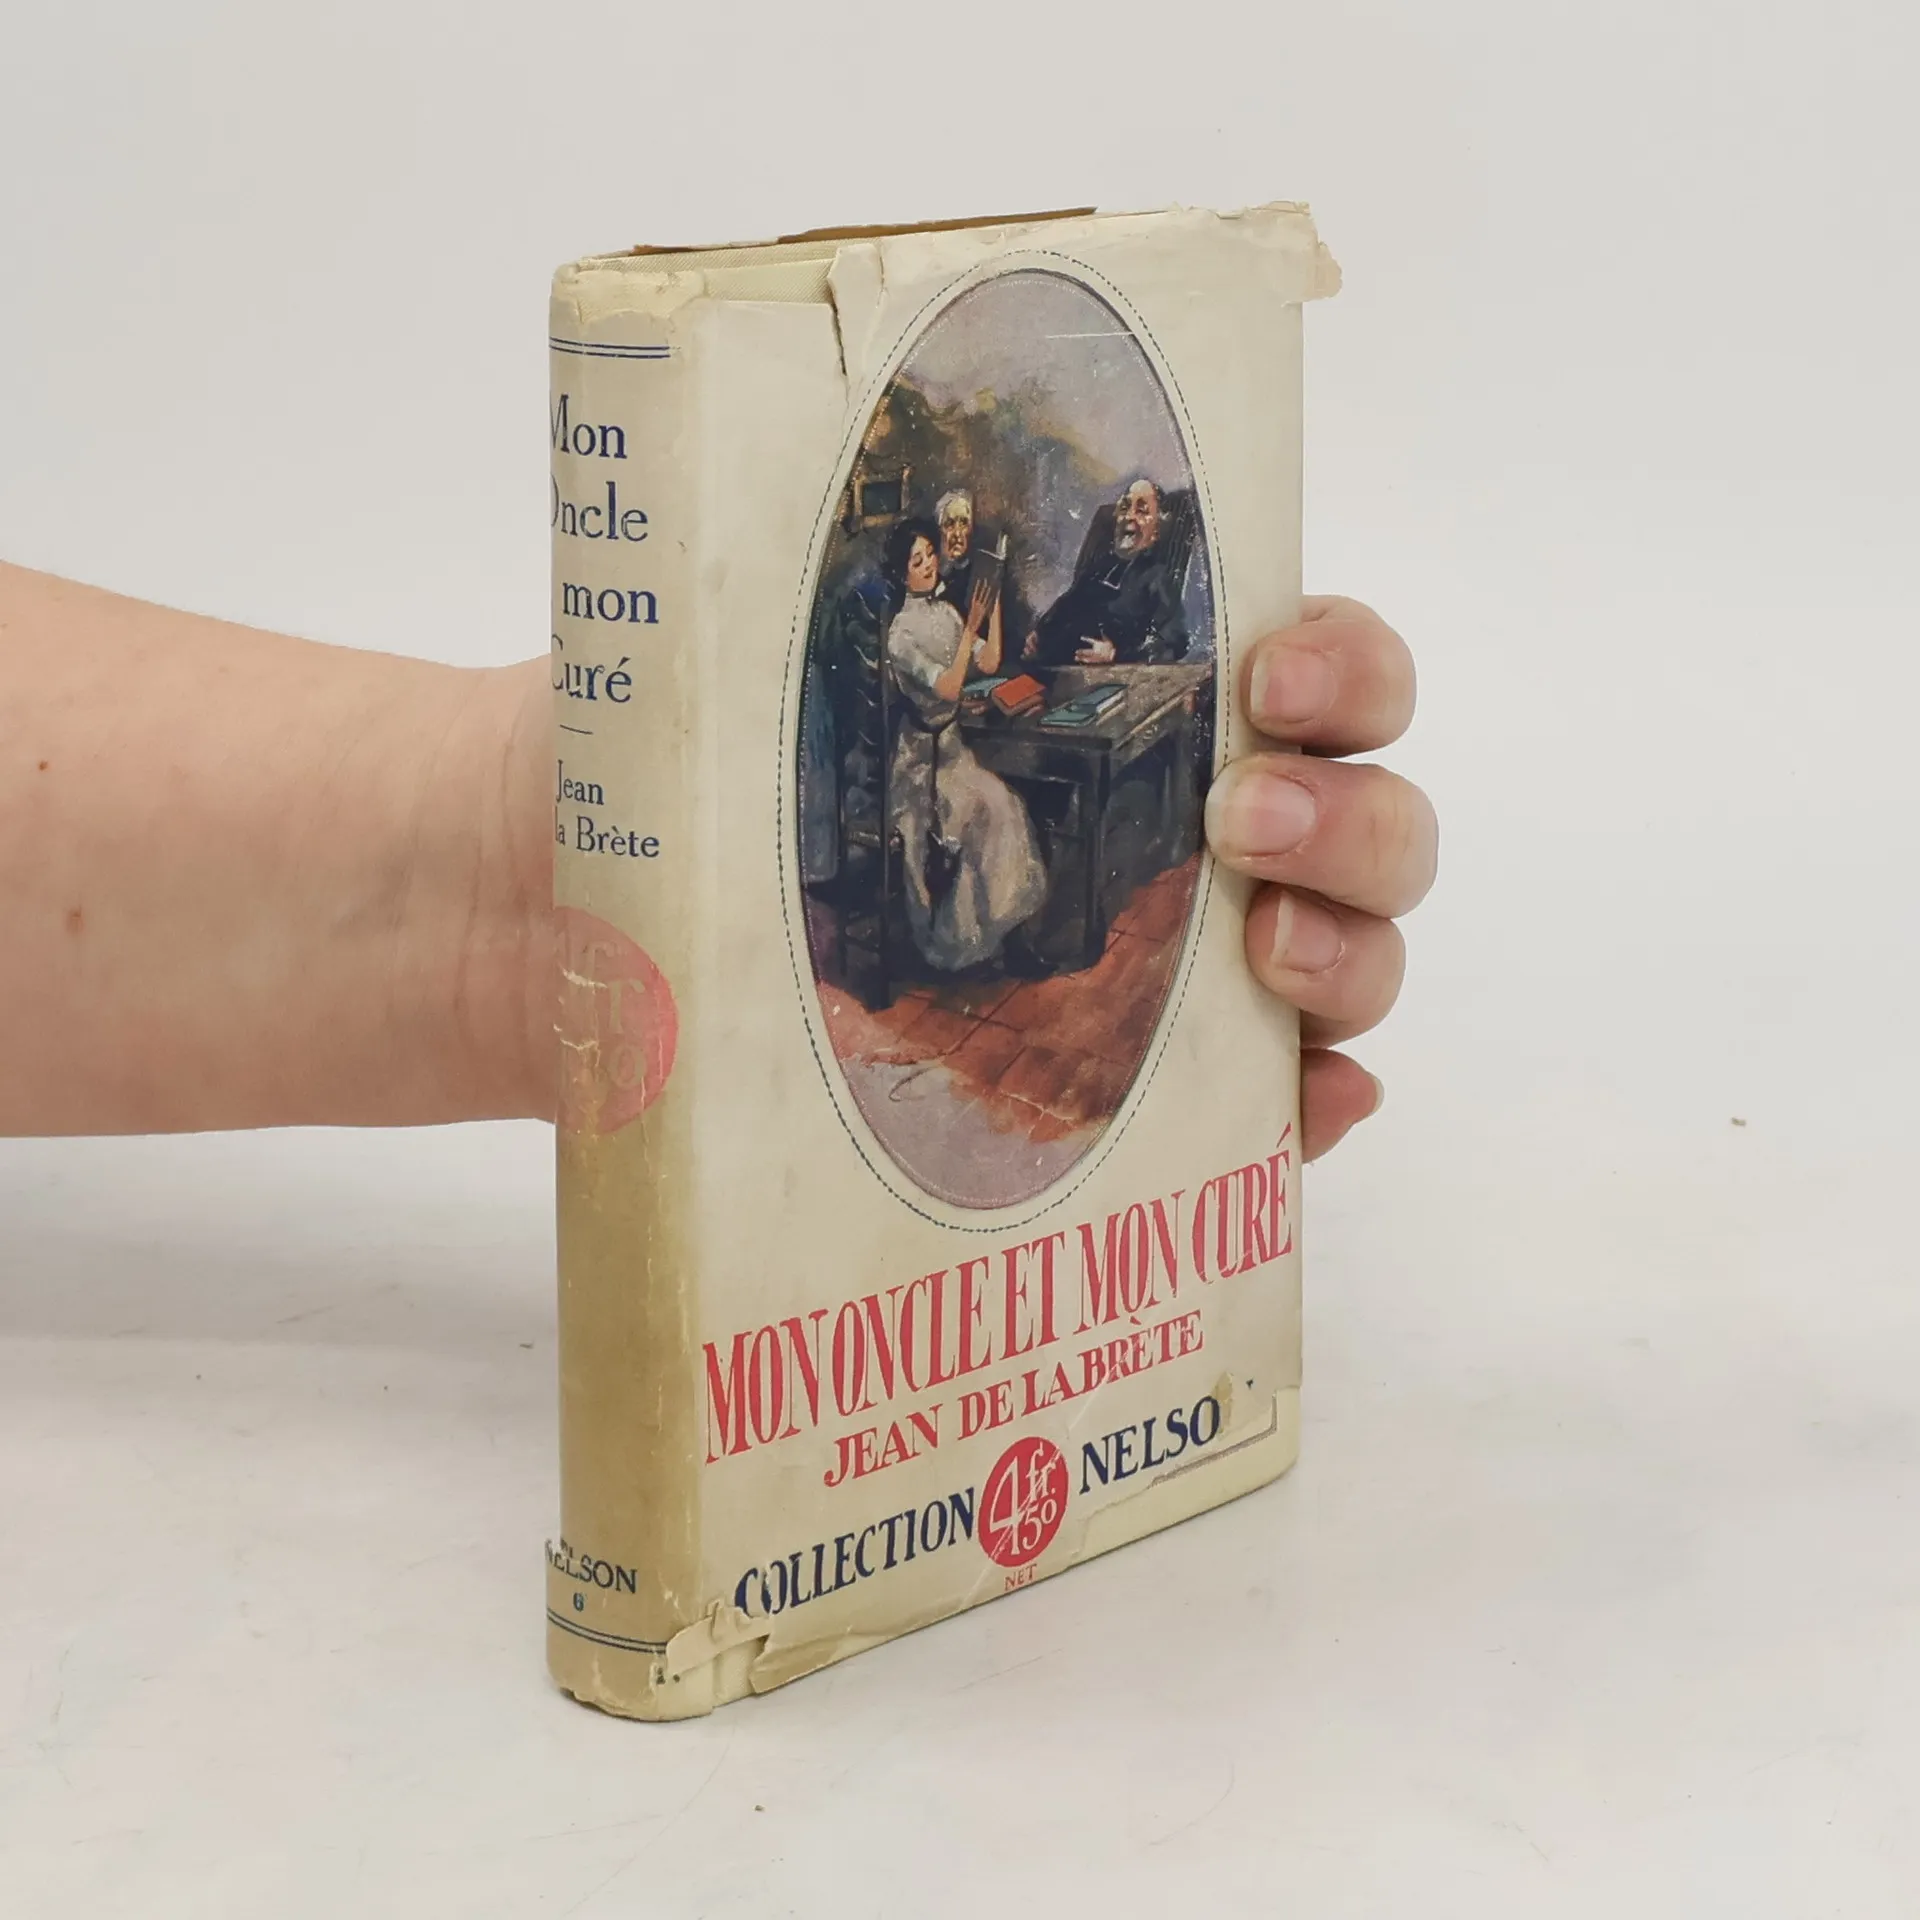 Mon
Oncle
mon
Curé
Jean
la Brète
NELSON
6
MON ONCLE ET MON CURÉ
JEAN DE LA BRÈTE
COLLECTION 4fr. 50 NELSO
NET